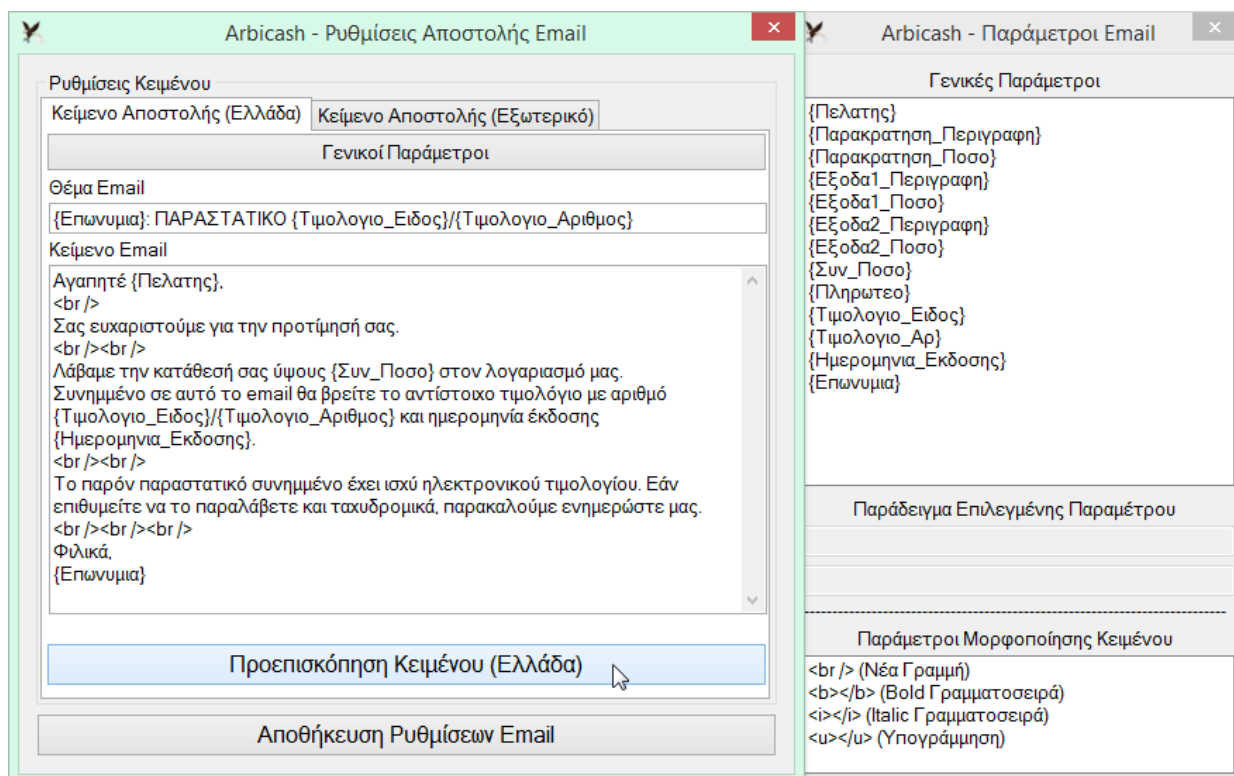 Arbicash - Ρυθμίσεις Αποστολής Email
Ρυθμίσεις Κειμένου
Κείμενο Αποστολής (Ελλάδα) Κείμενο Αποστολής (Εξωτερικό)
Γενικοί Παράμετροι
Θέμα Email
{Επωνυμια}: ΠΑΡΑΣΤΑΤΙΚΟ {Τιμολογιο_Ειδος}/{Τιμολογιο_Αριθμος}
Κείμενο Email
Αγαπητέ {Πελατης},
<br />
Σας ευχαριστούμε για την προτίμησή σας.
<br /><br />
Λάβαμε την κατάθεσή σας ύψους {Συν_Ποσο} στον λογαριασμό μας.
Συνημμένο σε αυτό το email θα βρείτε το αντίστοιχο τιμολόγιο με αριθμό
{Τιμολογιο_Ειδος}/{Τιμολογιο_Αριθμος} και ημερομηνία έκδοσης
{Ημερομηνια_Εκδοσης}.
<br /><br />
Το παρόν παραστατικό συνημμένο έχει ισχύ ηλεκτρονικού τιμολογίου. Εάν
επιθυμείτε να το παραλάβετε και ταχυδρομικά, παρακαλούμε ενημερώστε μας.
<br /><br /><br />
Φιλικά,
{Επωνυμια}
Προεπισκόπηση Κειμένου (Ελλάδα)
Αποθήκευση Ρυθμίσεων Email
Arbicash - Παράμετροι Email
Γενικές Παράμετροι
{Πελατης}
{Παρακρατηση_Περιγραφη}
{Παρακρατηση_Ποσο}
{Εξοδα1_Περιγραφη}
{Εξοδα1_Ποσο}
{Εξοδα2_Περιγραφη}
{Εξοδα2_Ποσο}
{Συν_Ποσο}
{Πληρωτεο}
{Τιμολογιο_Ειδος}
{Τιμολογιο_Αρ}
{Ημερομηνια_Εκδοσης}
{Επωνυμια}
Παράδειγμα Επιλεγμένης Παραμέτρου
Παράμετροι Μορφοποίησης Κειμένου
<br /> (Νέα Γραμμή)
<b></b> (Bold Γραμματοσειρά)
<i></i> (Italic Γραμματοσειρά)
<u></u> (Υπογράμμηση)